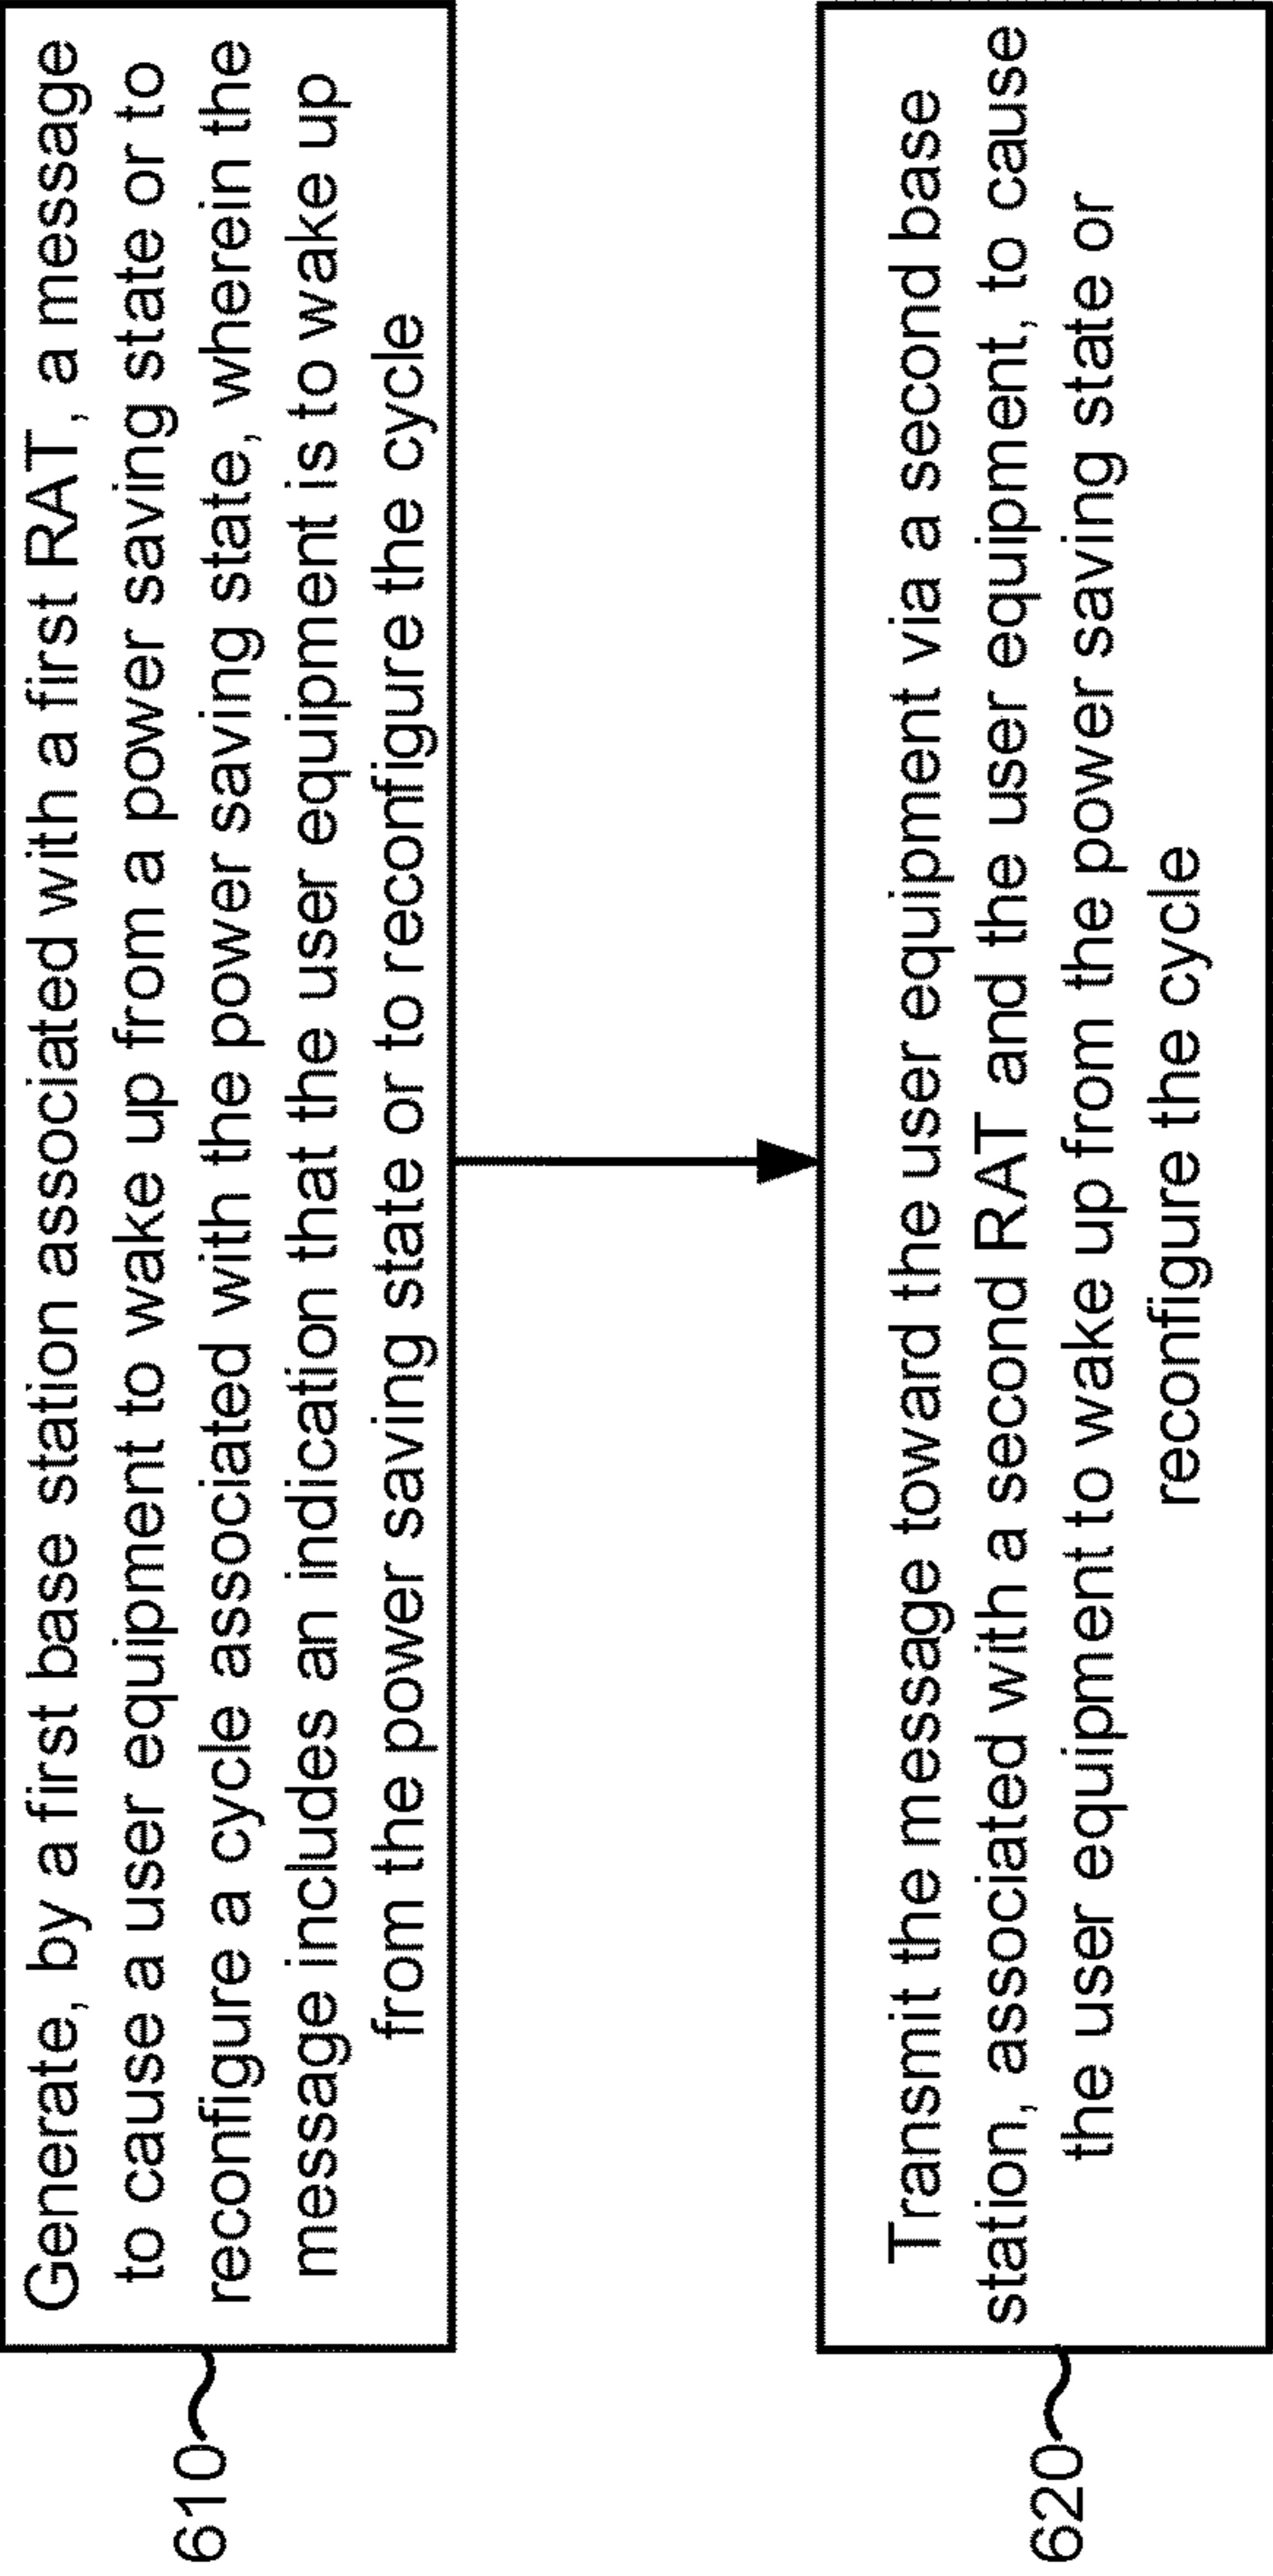 610
Generate, by a first base station associated with a first RAT, a message
to cause a user equipment to wake up from a power saving state or to
reconfigure a cycle associated with the power saving state, wherein the
message includes an indication that the user equipment is to wake up
from the power saving state or to reconfigure the cycle
620
Transmit the message toward the user equipment via a second base
station, associated with a second RAT and the user equipment, to cause
the user equipment to wake up from the power saving state or
reconfigure the cycle